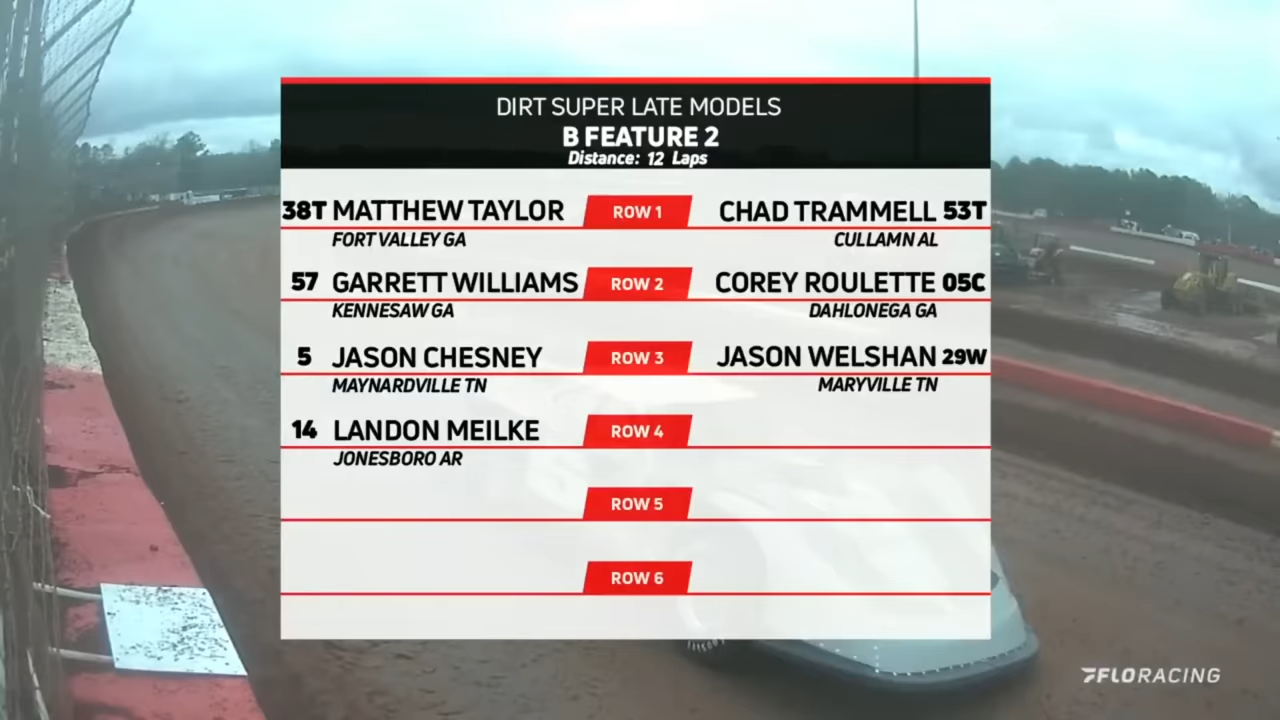 DIRT SUPER LATE MODELS
B FEATURE 2
Distance: 12 Laps
38T MATTHEW TAYLOR ROW 1 CHAD TRAMMELL 53T
FORT VALLEY GA CULLAMN AL
57 GARRETT WILLIAMS ROW 2 COREY ROULETTE 05C
KENNESAW GA DAHLONEGA GA
5 JASON CHESNEY ROW 3 JASON WELSHAN 29W
MAYNARDVILLE TN MARYVILLE TN
14 LANDON MEILKE ROW 4
JONESBORO AR
ROW 5
ROW 6
FLORACING